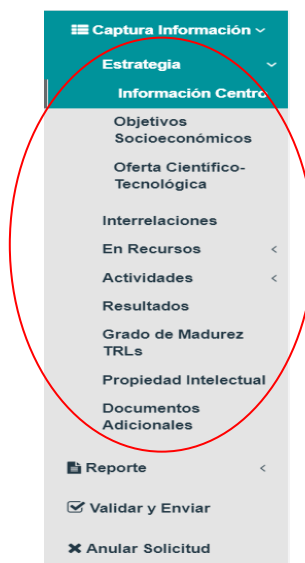 Captura Información
Estrategia
Información Centro
Objetivos
Socioeconómicos
Oferta Científico-
Tecnológica
Interrelaciones
En Recursos
Actividades
Resultados
Grado de Madurez
TRLs
Propiedad Intelectual
Documentos
Adicionales
Reporte
Validar y Enviar
Anular Solicitud